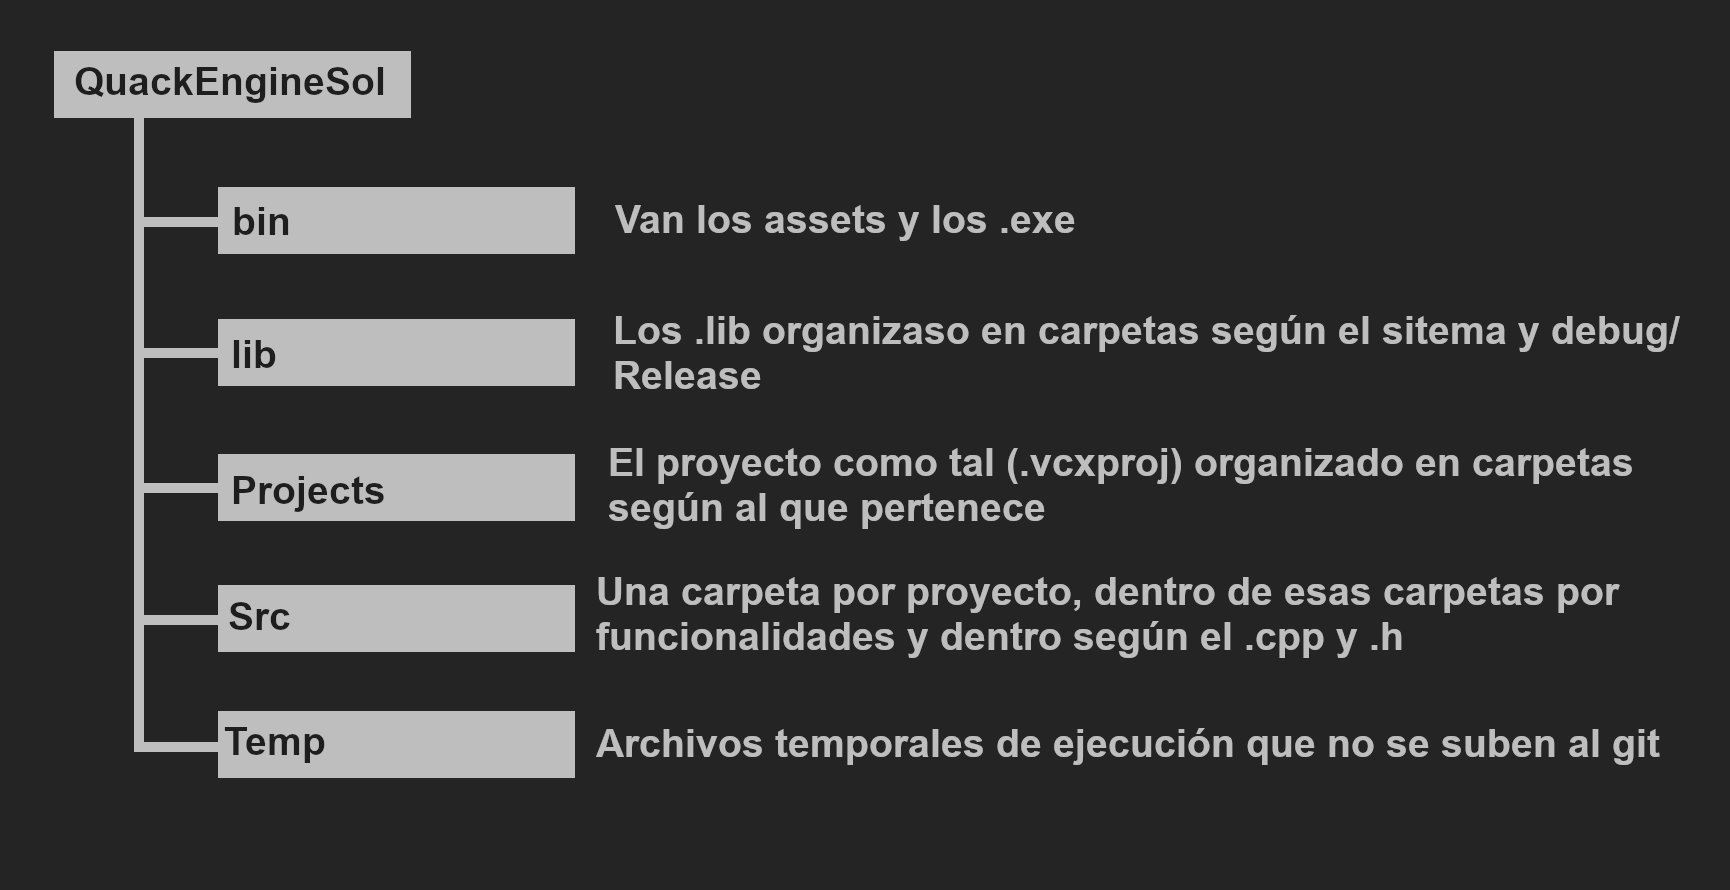 QuackEngineSol
bin
Van los assets y los .exe
lib
Los .lib organizaso en carpetas según el sitema y debug/
Release
Projects
El proyecto como tal (.vcxproj) organizado en carpetas
según al que pertenece
Src
Una carpeta por proyecto, dentro de esas carpetas por
funcionalidades y dentro según el .cpp y .h
Temp
Archivos temporales de ejecución que no se suben al git